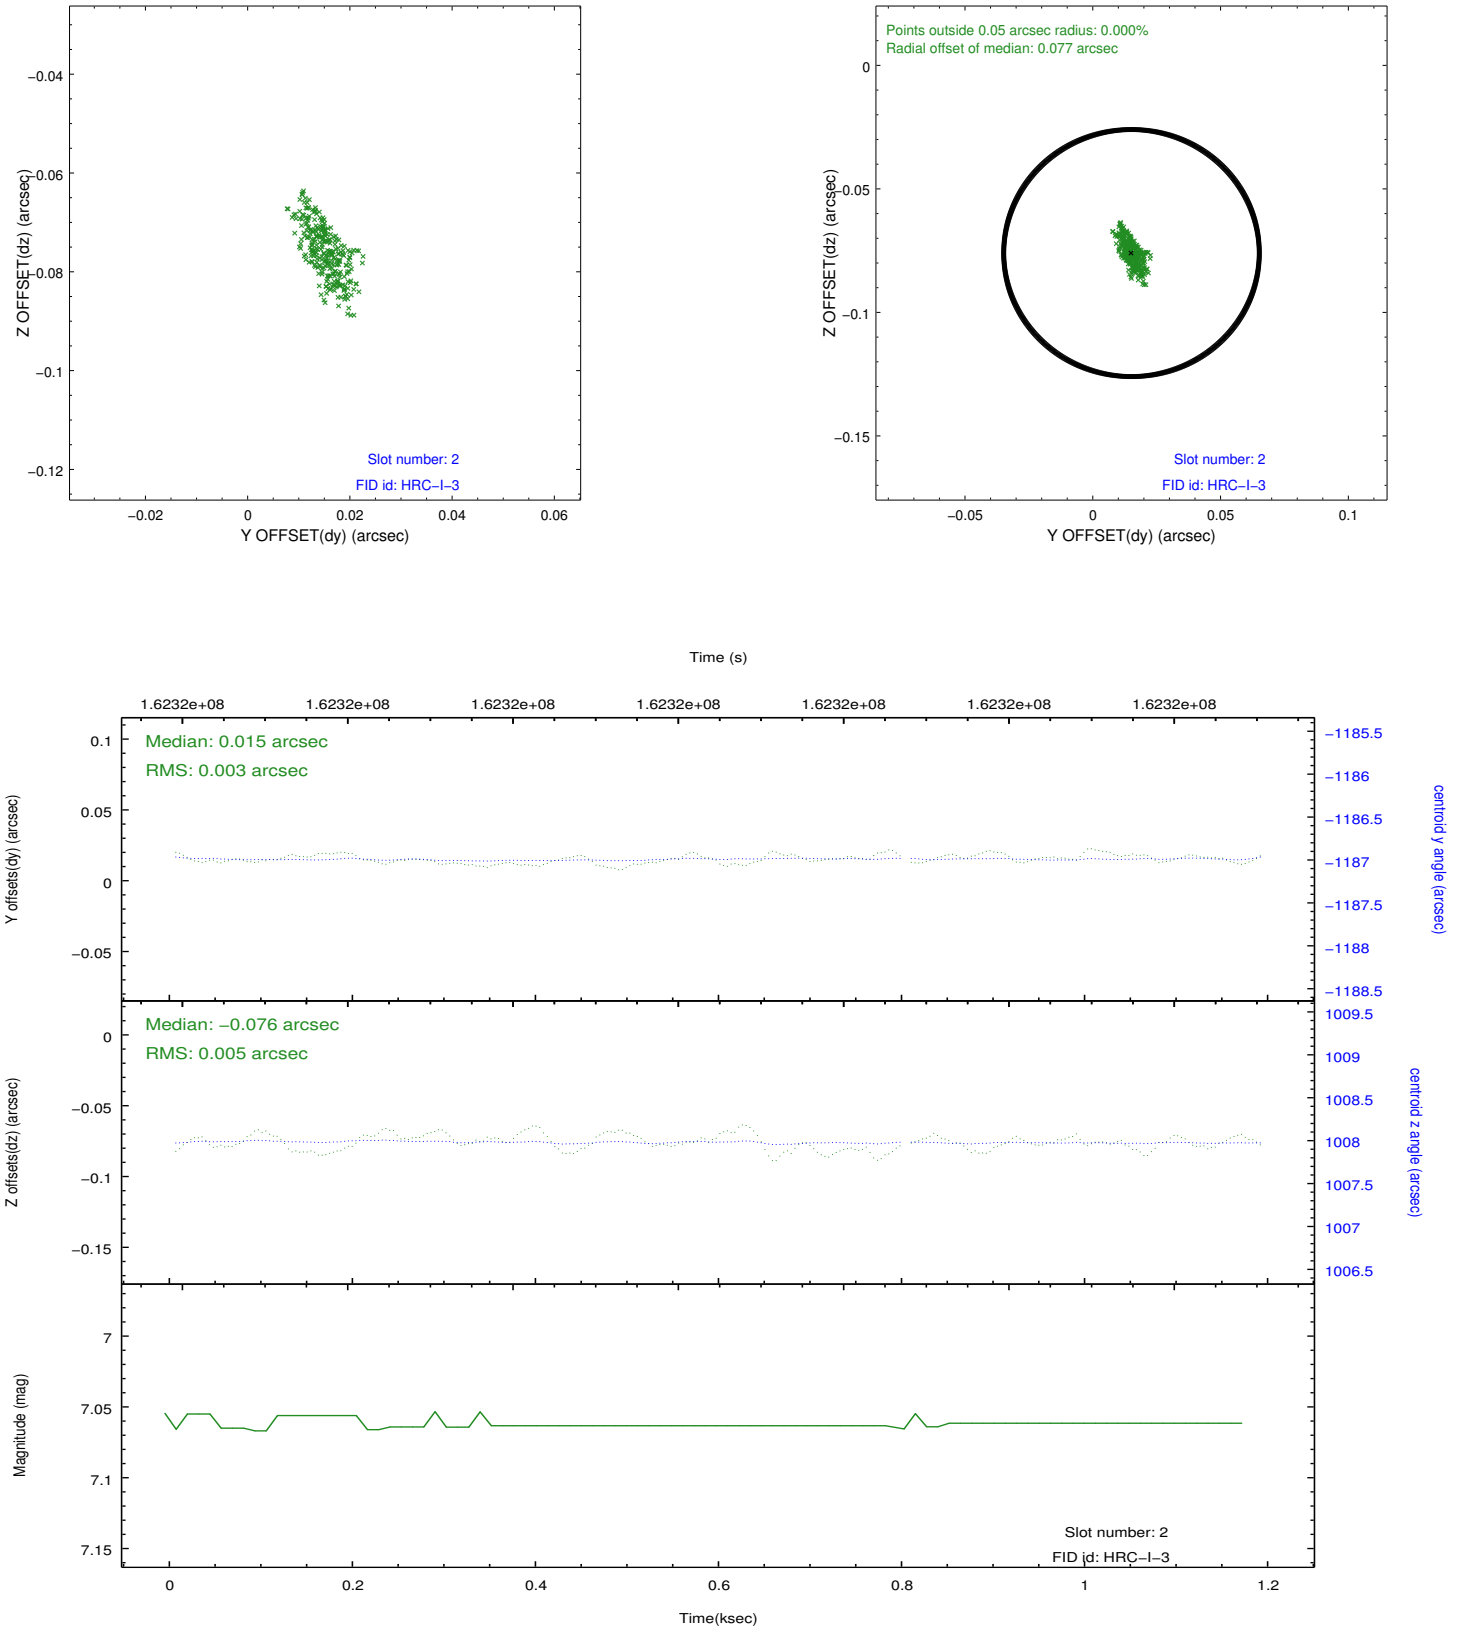 −0.04
−0.06
−0.08
−0.1
−0.12
Z OFFSET(dz) (arcsec)
Slot number: 2
FID id: HRC−I−3
−0.02
0
0.02
0.04
0.06
Y OFFSET(dy) (arcsec)
Points outside 0.05 arcsec radius: 0.000%
Radial offset of median: 0.077 arcsec
0
−0.05
−0.1
−0.15
Z OFFSET(dz) (arcsec)
Slot number: 2
FID id: HRC−I−3
−0.05
0
0.05
0.1
Y OFFSET(dy) (arcsec)
Time (s)
1.6232e+08
1.6232e+08
1.6232e+08
1.6232e+08
1.6232e+08
1.6232e+08
1.6232e+08
Median: 0.015 arcsec
RMS: 0.003 arcsec
0.1
0.05
0
−0.05
Y offsets(dy) (arcsec)
−1185.5
−1186
−1186.5
−1187
−1187.5
−1188
−1188.5
centroid y angle (arcsec)
Median: −0.076 arcsec
RMS: 0.005 arcsec
0
−0.05
−0.1
−0.15
Z offsets(dz) (arcsec)
1009.5
1009
1008.5
1008
1007.5
1007
1006.5
centroid z angle (arcsec)
7
7.05
7.1
7.15
Magnitude (mag)
Slot number: 2
FID id: HRC−I−3
0
0.2
0.4
0.6
0.8
1
1.2
Time(ksec)